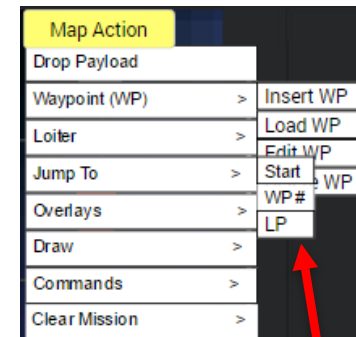 Map Action
Drop Payload
Waypoint (WP) >
Loiter >
Jump To >
Overlays >
Draw >
Commands >
Clear Mission >
Insert WP
Load WP
Edit WP
WP
Start
WP#
LP